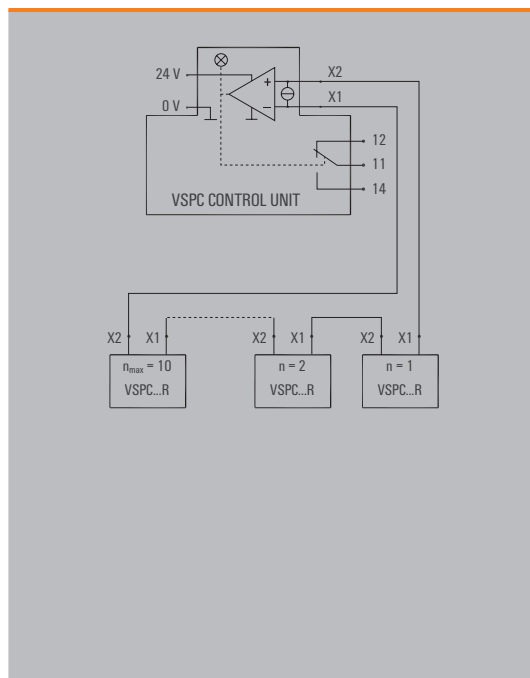 24 V
0 V
X2
X1
12
11
14
VSPC CONTROL UNIT
X2 X1 X2 X1 X2 X1
nmax = 10 n = 2 n = 1
VSPC...R VSPC...R VSPC...R